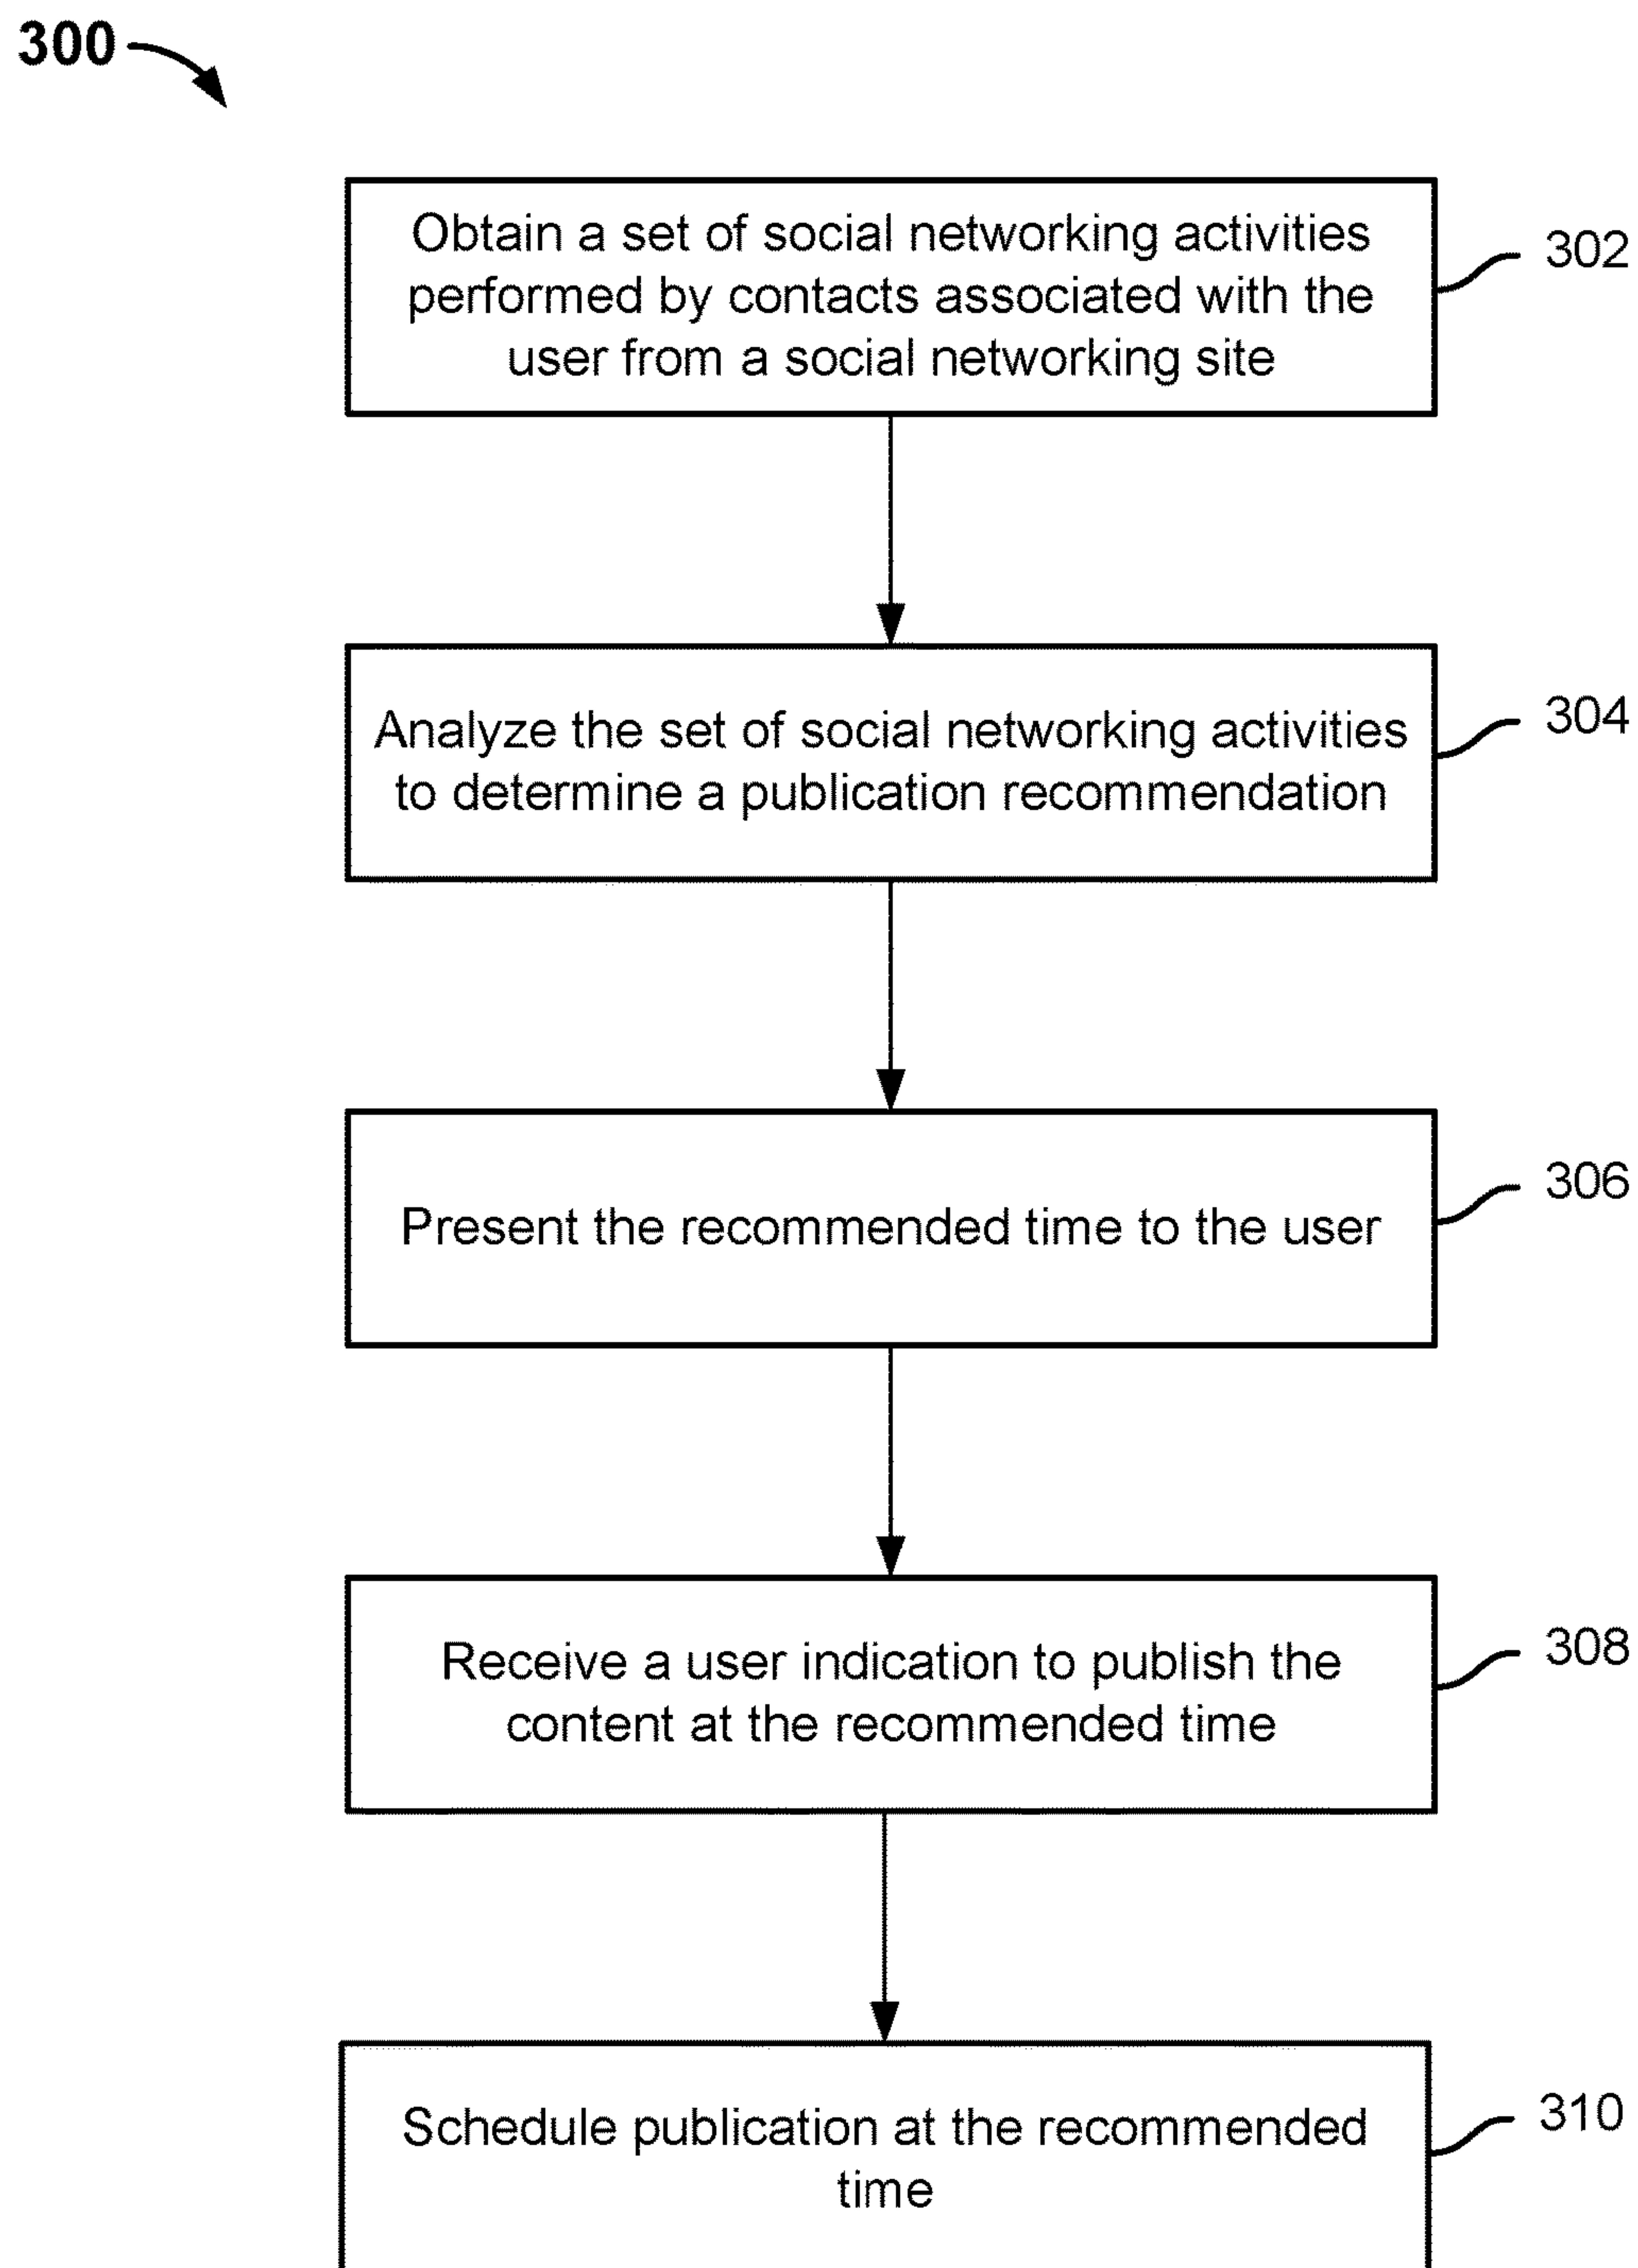 300
Obtain a set of social networking activities
performed by contacts associated with the
user from a social networking site
302
Analyze the set of social networking activities
to determine a publication recommendation
304
Present the recommended time to the user
306
Receive a user indication to publish the
content at the recommended time
308
Schedule publication at the recommended
time
310